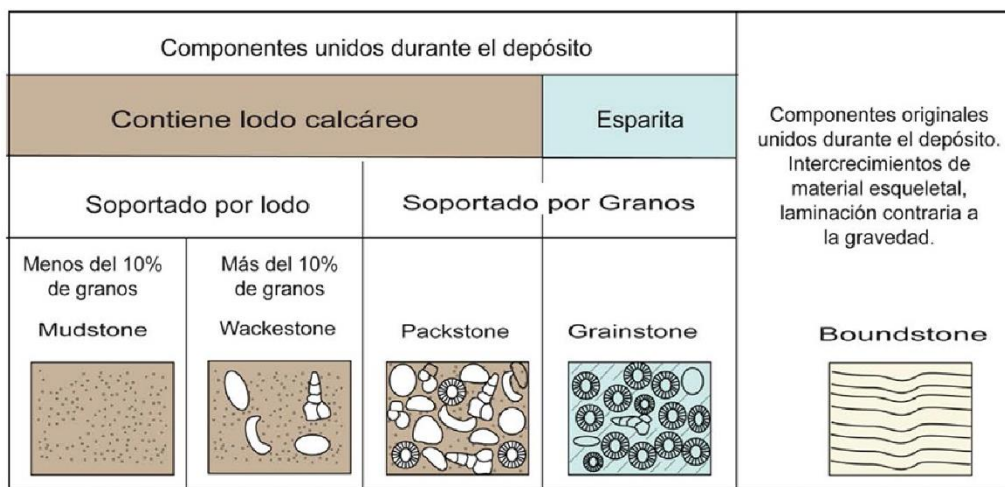 Componentes unidos durante el depósito
Contiene lodo calcáreo
Esparita
Soportado por lodo
Soportado por Granos
Menos del 10%
de granos
Mudstone
Más del 10%
de granos
Wackestone
Packstone
Grainstone
Componentes originales
unidos durante el depósito.
Intercrecimientos de
material esqueletal,
laminación contraria a
la gravedad.
Boundstone